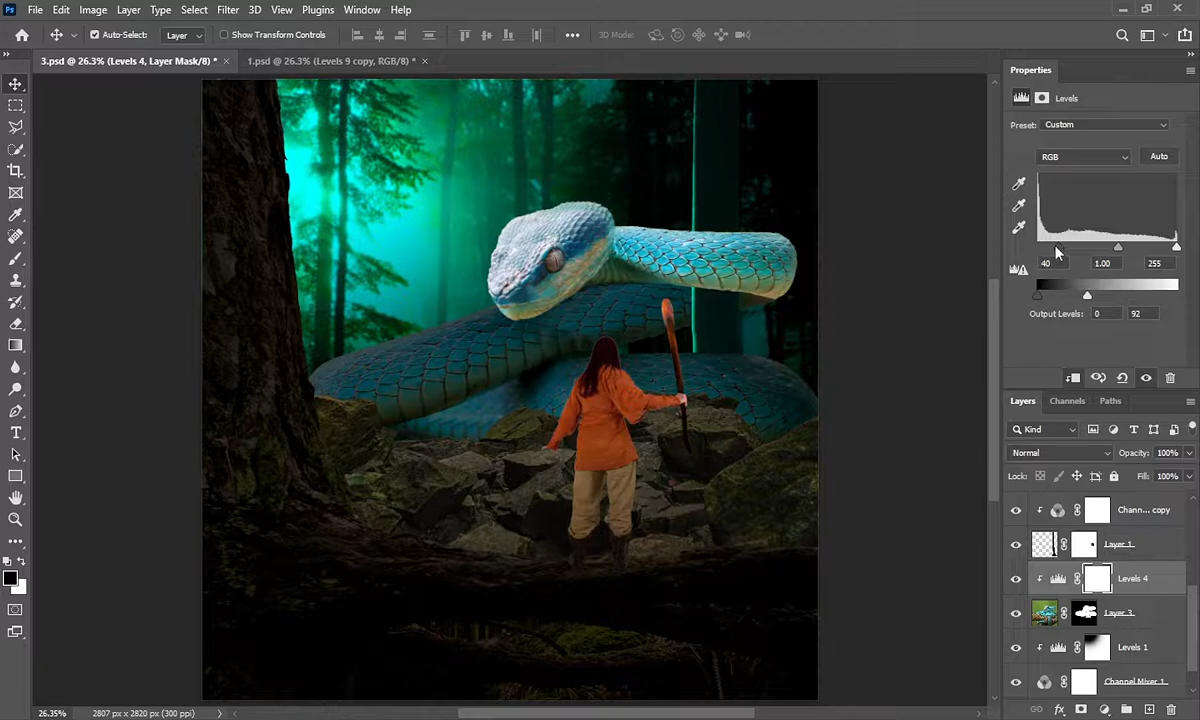 Ps File Edit Image Layer Type Select Filter 3D View Plugins Window Help
Auto-Select: Layer Show Transform Controls 3D Mode:
3.psd @ 26.3% (Levels 4, Layer Mask/8) * × 1.psd @ 26.3% (Levels 9 copy, RGB/8) * ×
Properties
Levels
Preset: Custom
RGB Auto
40 1.00 255
Output Levels: 0 92
Layers Channels Paths
Kind
Normal Opacity: 100%
Lock: Fill: 100%
Chann... copy
Layer 1
Levels 4
Layer 3
Levels 1
Channel Mixer 1
26.35% 2807 px x 2820 px (300 ppi)